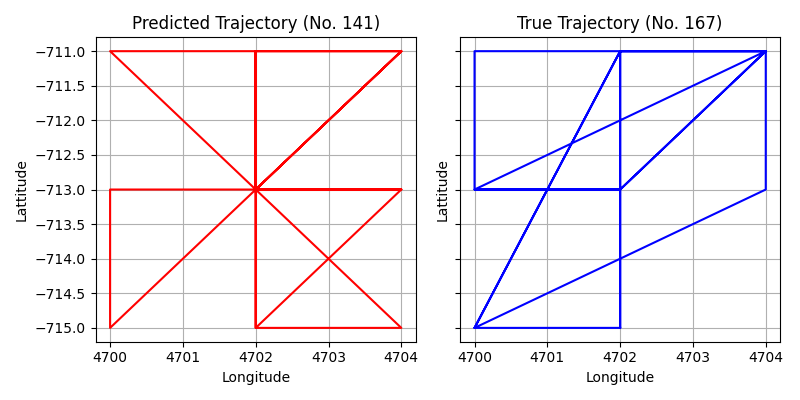 Predicted Trajectory (No. 141)
−711.0
−711.5
−712.0
−712.5
−713.0
−713.5
−714.0
−714.5
−715.0
Lattitude
4700 4701 4702 4703 4704
Longitude
True Trajectory (No. 167)
Lattitude
4700 4701 4702 4703 4704
Longitude